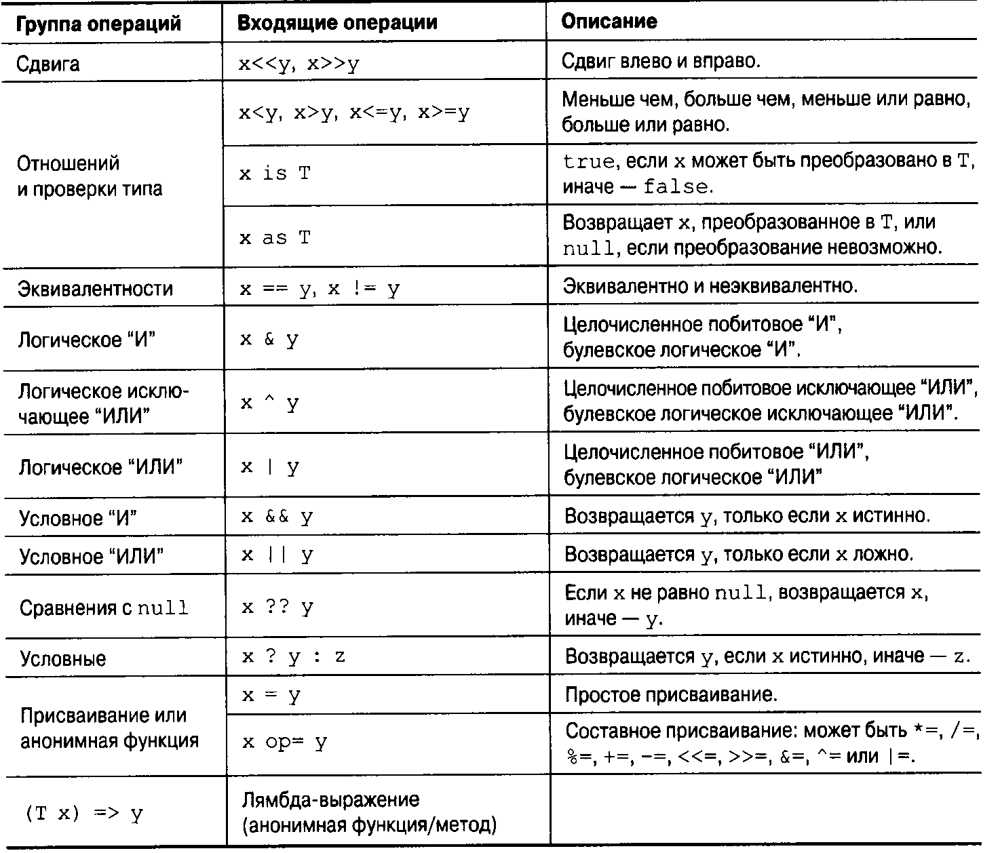 Группа операций Входящие операции Описание
Сдвига x<<y, x>>y Сдвиг влево и вправо.
Отношений
и проверки типа
x<y, x>y, x<=y, x>=y
Меньше чем, больше чем, меньше или равно,
больше или равно.
x is T
true, если x может быть преобразовано в T,
иначе — false.
x as T
Возвращает x, преобразованное в T, или
null, если преобразование невозможно.
Эквивалентности x == y, x != y Эквивалентно и неэквивалентно.
Логическое “И”
x & y
Целочисленное побитовое “И”,
булевское логическое “И”.
Логическое исклю-
чающее “ИЛИ”
x ^ y
Целочисленное побитовое исключающее “ИЛИ”,
булевское логическое исключающее “ИЛИ”.
Логическое “ИЛИ”
x | y
Целочисленное побитовое “ИЛИ”,
булевское логическое “ИЛИ”
Условное “И” x && y Возвращается y, только если x истинно.
Условное “ИЛИ” x || y Возвращается y, только если x ложно.
Сравнения с null
x ?? y
Если x не равно null, возвращается x,
иначе — y.
Условные x ? y : z Возвращается y, если x истинно, иначе — z.
Присваивание или
анонимная функция
x = y Простое присваивание.
x op= y
Составное присваивание: может быть *=, /=,
%=, +=, -=, <<=, >>=, &=, ^= или |=.
(T x) => y
Лямбда-выражение
(анонимная функция/метод)